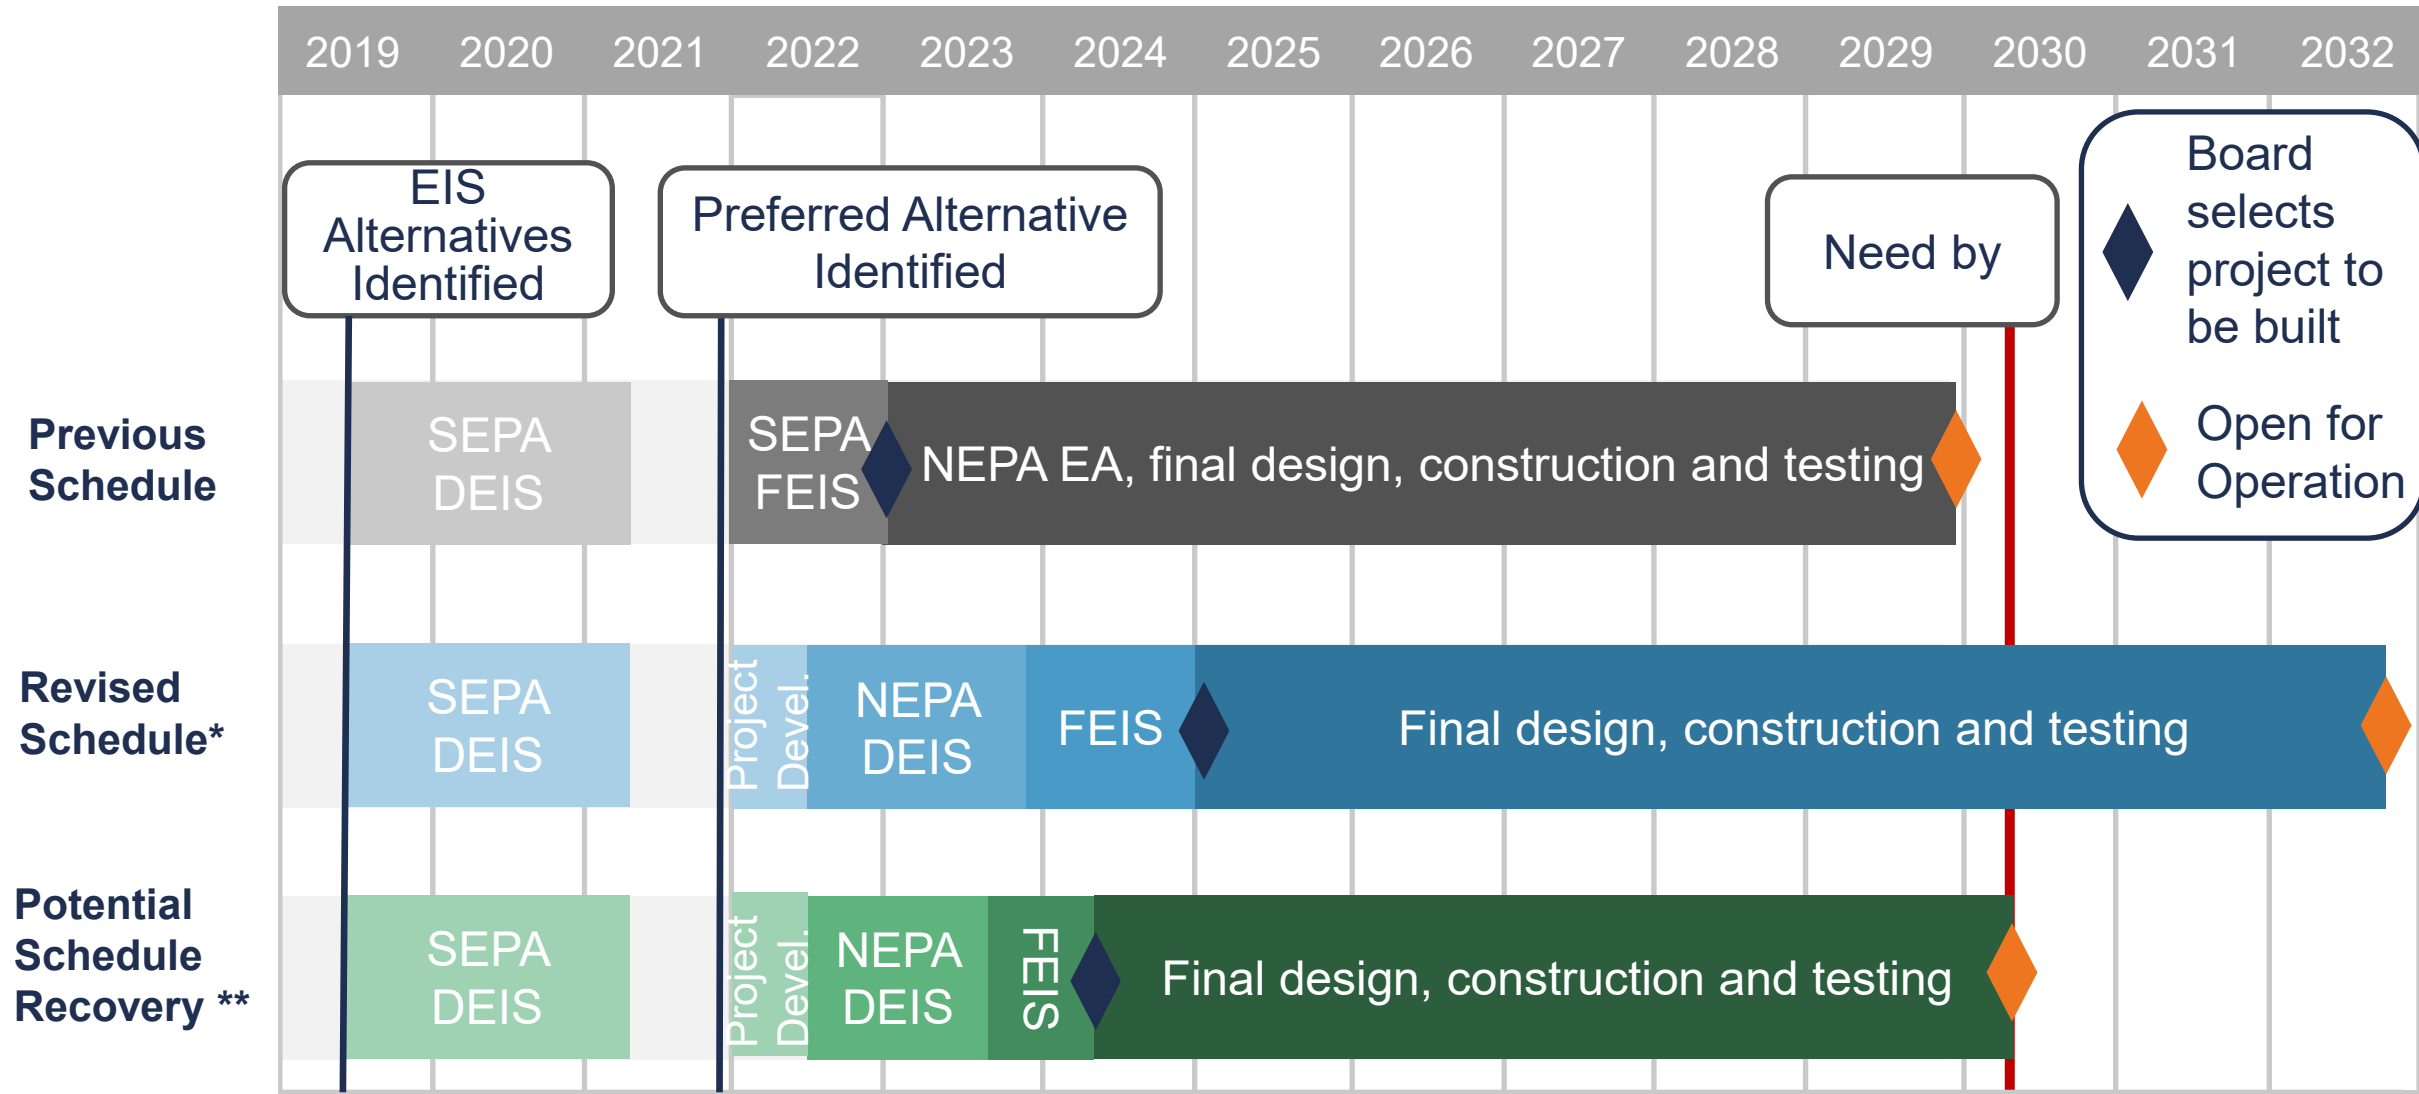 2019 2020 2021 2022 2023 2024 2025 2026 2027 2028 2029 2030 2031 2032
EIS
Alternatives
Identified
Preferred Alternative
Identified
Need by
Board
selects
project to
be built
Open for
Operation
Previous
Schedule
SEPA
DEIS
SEPA
FEIS
NEPA EA, final design, construction and testing
Revised
Schedule*
SEPA
DEIS
Project
Devel.
NEPA
DEIS
FEIS
Final design, construction and testing
Potential
Schedule
Recovery **
SEPA
DEIS
Project
Devel.
NEPA
DEIS
FEIS
Final design, construction and testing